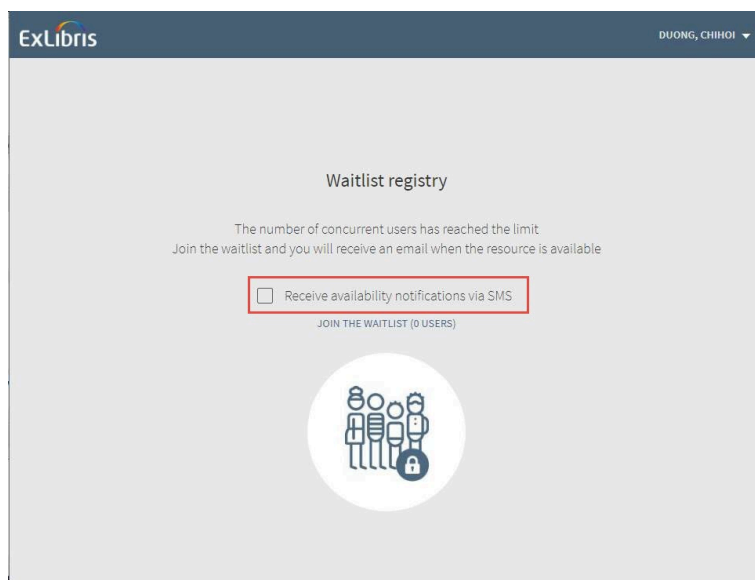 ExLibris
DUONG, CHIHOI
Waitlist registry
The number of concurrent users has reached the limit
Join the waitlist and you will receive an email when the resource is available
Receive availability notifications via SMS
JOIN THE WAITLIST (0 USERS)